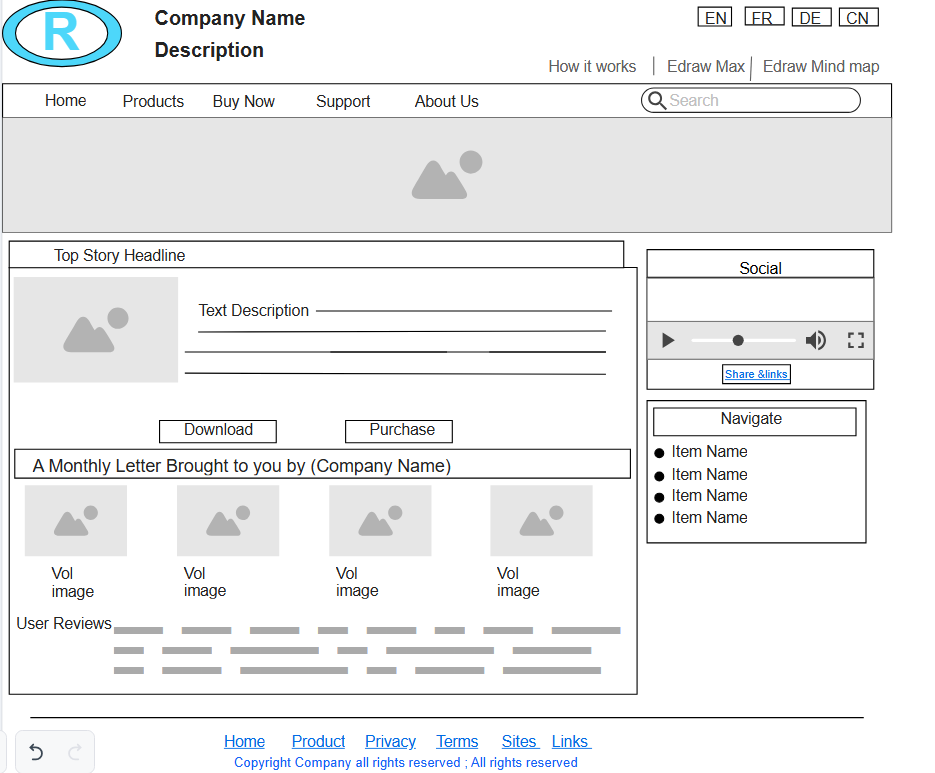 R
Company Name
Description
EN FR DE CN
How it works Edraw Max Edraw Mind map
Home Products Buy Now Support About Us Search
Top Story Headline
Text Description
Download Purchase
A Monthly Letter Brought to you by (Company Name)
Vol image
Vol image
Vol image
Vol image
User Reviews
Social
Share &links
Navigate
Item Name
Item Name
Item Name
Item Name
Home Product Privacy Terms Sites Links
Copyright Company all rights reserved ; All rights reserved